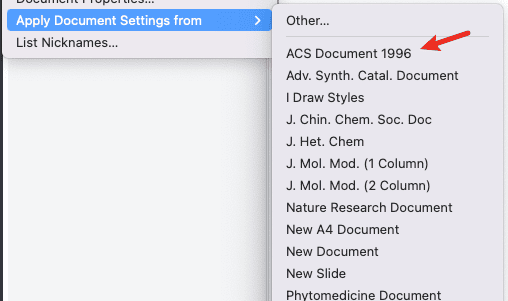 Document Properties...
Apply Document Settings from
List Nicknames...
Other...
ACS Document 1996
Adv. Synth. Catal. Document
I Draw Styles
J. Chin. Chem. Soc. Doc
J. Het. Chem
J. Mol. Mod. (1 Column)
J. Mol. Mod. (2 Column)
Nature Research Document
New A4 Document
New Document
New Slide
Phytomedicine Document